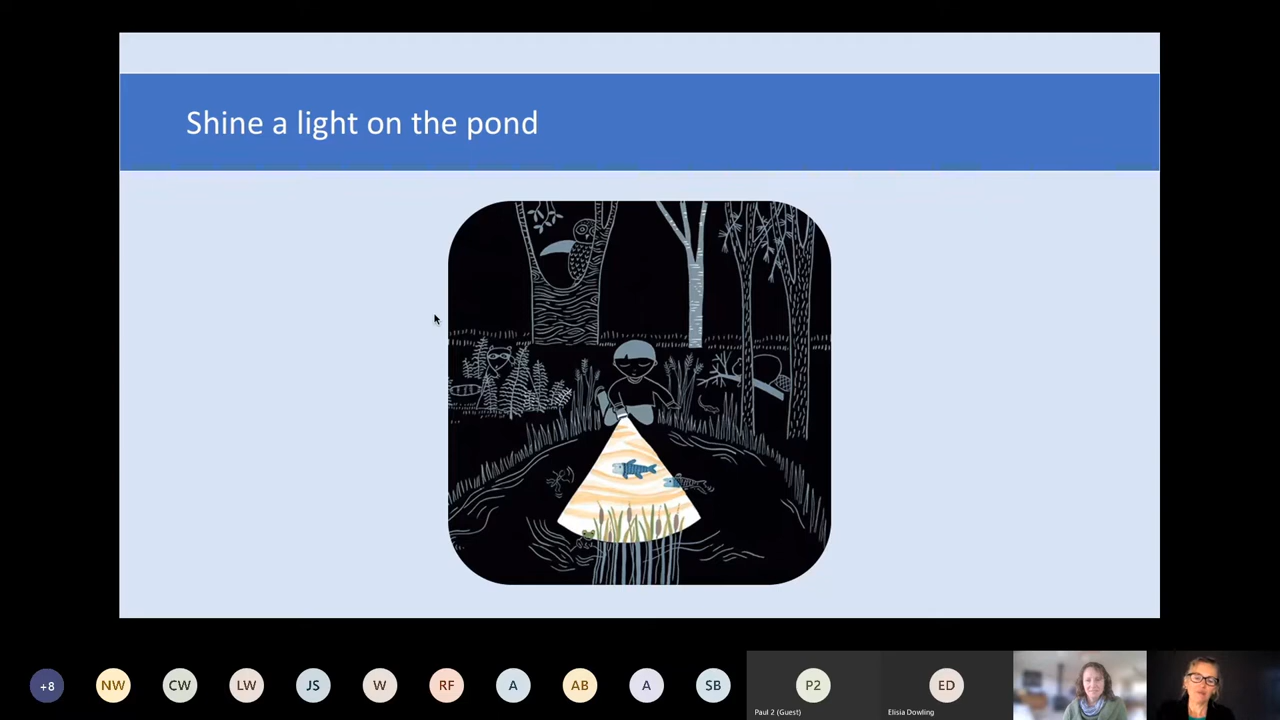 Shine a light on the pond
+8
NW
CW
LW
JS
W
RF
A
AB
A
SB
P2
ED
Paul 2 (Guest)
Elisia Dowling